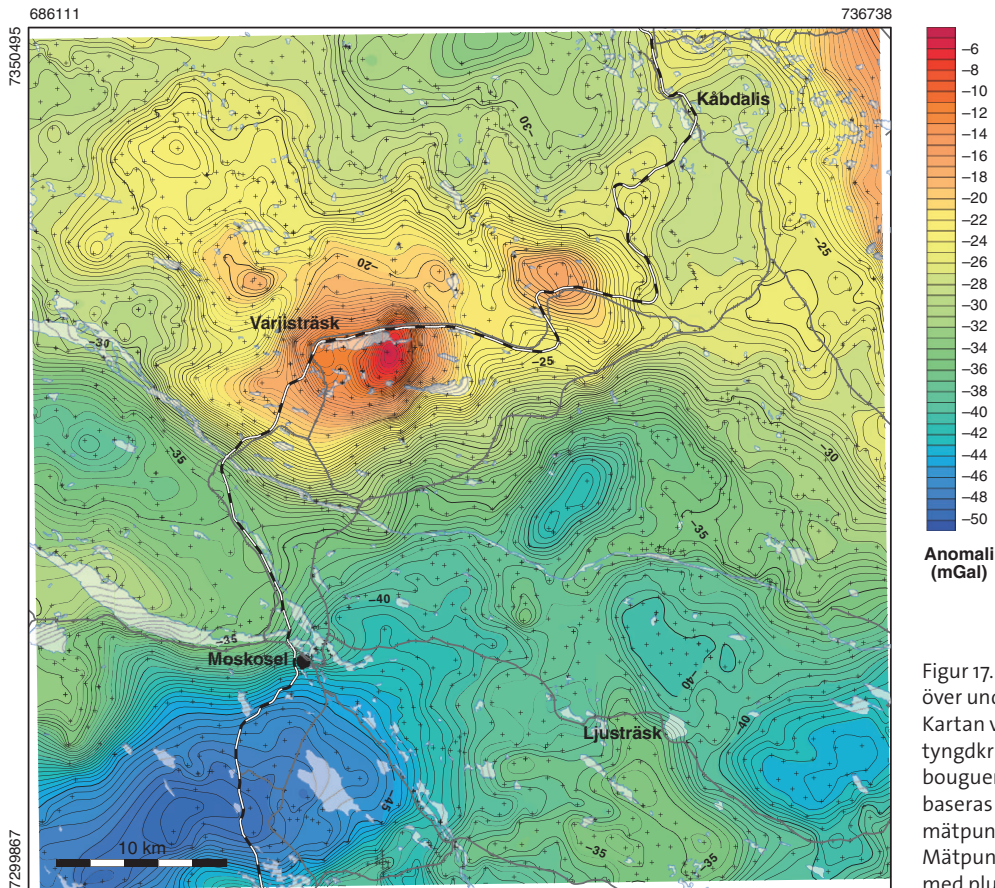 686111
736738
7350495
7299867
Kåbdalis
–30
–25
–20
Varjisträsk
–30
–25
–35
–30
–35
–40
–35
Moskosel
–40
–40
Ljusträsk
–45
–35
–35
10 km
–6
–8
–10
–12
–14
–16
–18
–20
–22
–24
–26
–28
–30
–32
–34
–36
–38
–40
–42
–44
–46
–48
–50
Anomali
(mGal)
Figur 17.
över und
Kartan v
tyngdkr
bouguer
baseras
mätpun
Mätpun
med plu